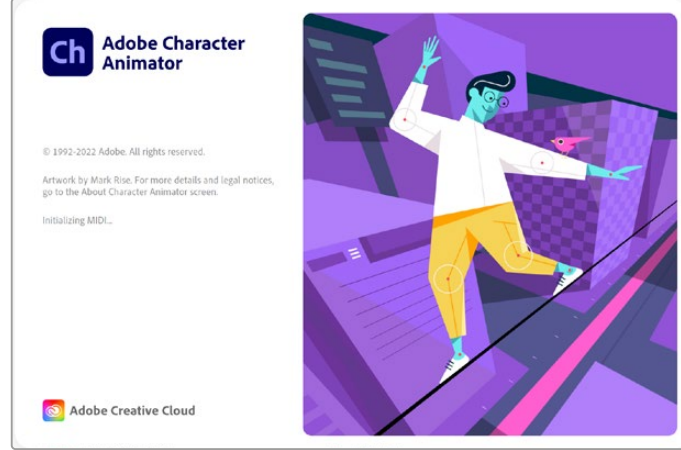 Ch
Adobe Character
Animator
© 1992-2022 Adobe. All rights reserved.
Artwork by Mark Rise. For more details and legal notices,
go to the About Character Animator screen.
Initializing MIDI...
Adobe Creative Cloud